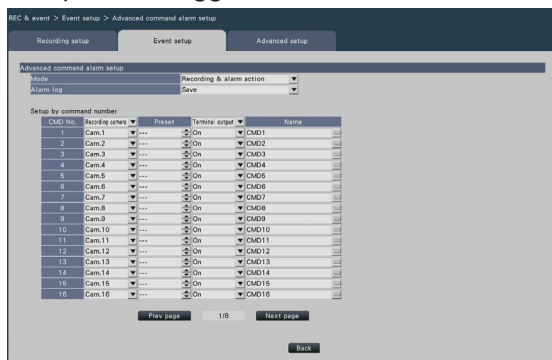 REC & event > Event setup > Advanced command alarm setup
Recording setup Event setup Advanced setup
Advanced command alarm setup
Mode Recording & alarm action
Alarm log Save
Setup by command number
CMD No. Recording camera Preset Terminal output Name
1 Cam.1 --- On CMD1
2 Cam.2 --- On CMD2
3 Cam.3 --- On CMD3
4 Cam.4 --- On CMD4
5 Cam.5 --- On CMD5
6 Cam.6 --- On CMD6
7 Cam.7 --- On CMD7
8 Cam.8 --- On CMD8
9 Cam.9 --- On CMD9
10 Cam.10 --- On CMD10
11 Cam.11 --- On CMD11
12 Cam.12 --- On CMD12
13 Cam.13 --- On CMD13
14 Cam.14 --- On CMD14
15 Cam.15 --- On CMD15
16 Cam.16 --- On CMD16
Prev page 1/8 Next page
Back